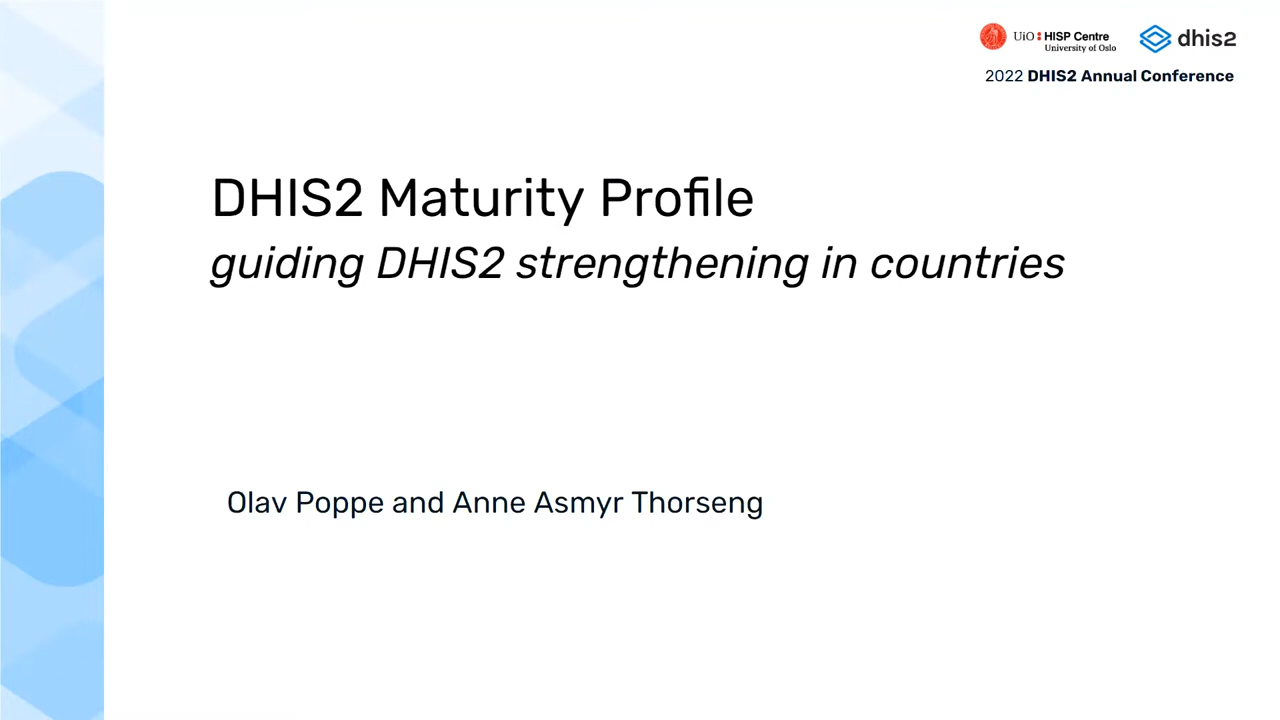 UiO: HISP Centre
University of Oslo
dhis2
2022 DHIS2 Annual Conference
DHIS2 Maturity Profile
guiding DHIS2 strengthening in countries
Olav Poppe and Anne Asmyr Thorseng